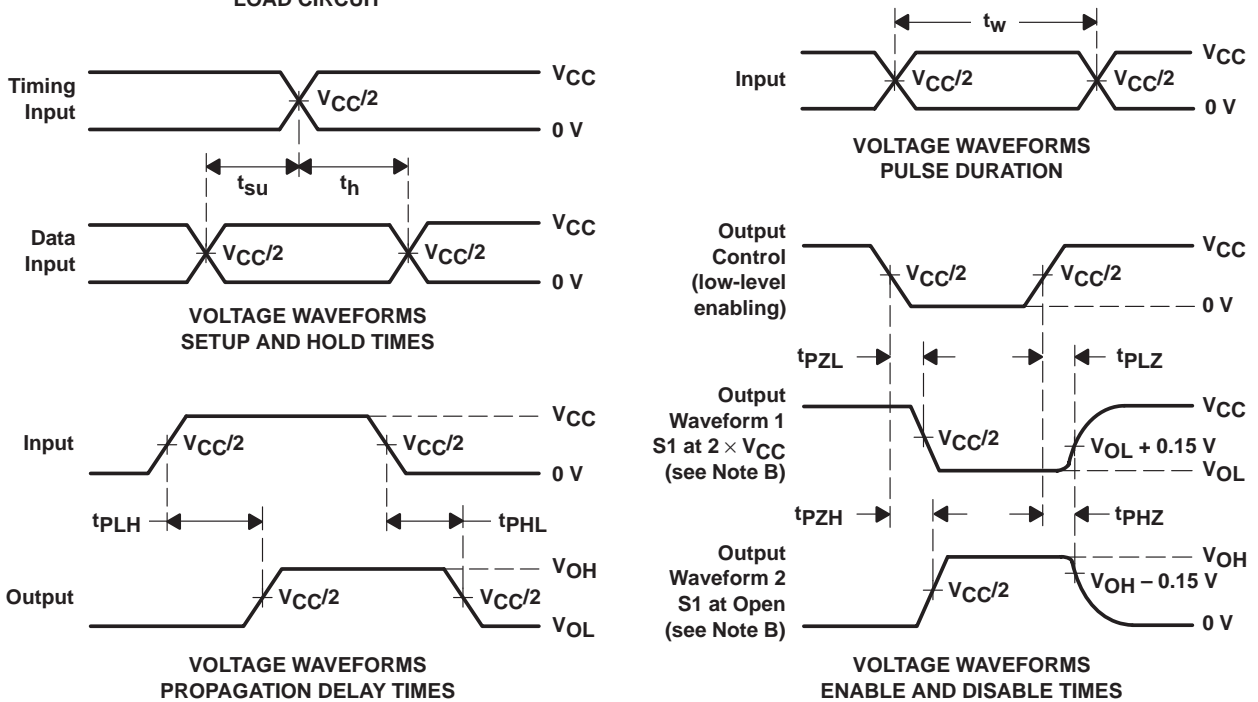 LOAD CIRCUIT
Timing
Input
VCC
VCC/2
0 V
tsu
th
Data
Input
VCC
VCC/2
VCC/2
0 V
VOLTAGE WAVEFORMS
SETUP AND HOLD TIMES
Input
VCC
VCC/2
VCC/2
0 V
tPLH
tPHL
Output
VOH
VCC/2
VCC/2
VOL
VOLTAGE WAVEFORMS
PROPAGATION DELAY TIMES
tw
Input
VCC
VCC/2
VCC/2
0 V
VOLTAGE WAVEFORMS
PULSE DURATION
Output
Control
(low-level
enabling)
VCC
VCC/2
VCC/2
0 V
tPZL
tPLZ
Output
Waveform 1
S1 at 2 × VCC
(see Note B)
VCC
VCC/2
VOL + 0.15 V
VOL
tPZH
tPHZ
Output
Waveform 2
S1 at Open
(see Note B)
VOH
VCC/2
VOH − 0.15 V
0 V
VOLTAGE WAVEFORMS
ENABLE AND DISABLE TIMES